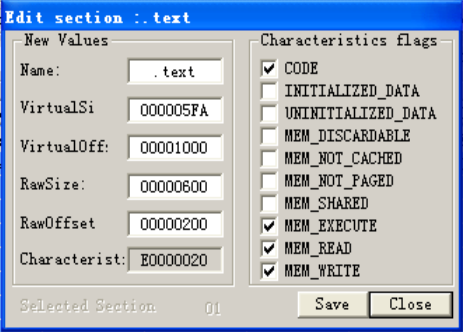 Edit section :.text
New Values
Name: .text
VirtualSi 000005FA
VirtualOff: 00001000
RawSize: 00000600
RawOffset 00000200
Characterist: E0000020
Characteristics flags
CODE
INITIALIZED_DATA
UNINITIALIZED_DATA
MEM_DISCARDABLE
MEM_NOT_CACHED
MEM_NOT_PAGED
MEM_SHARED
MEM_EXECUTE
MEM_READ
MEM_WRITE
Selected Section 01
Save Close